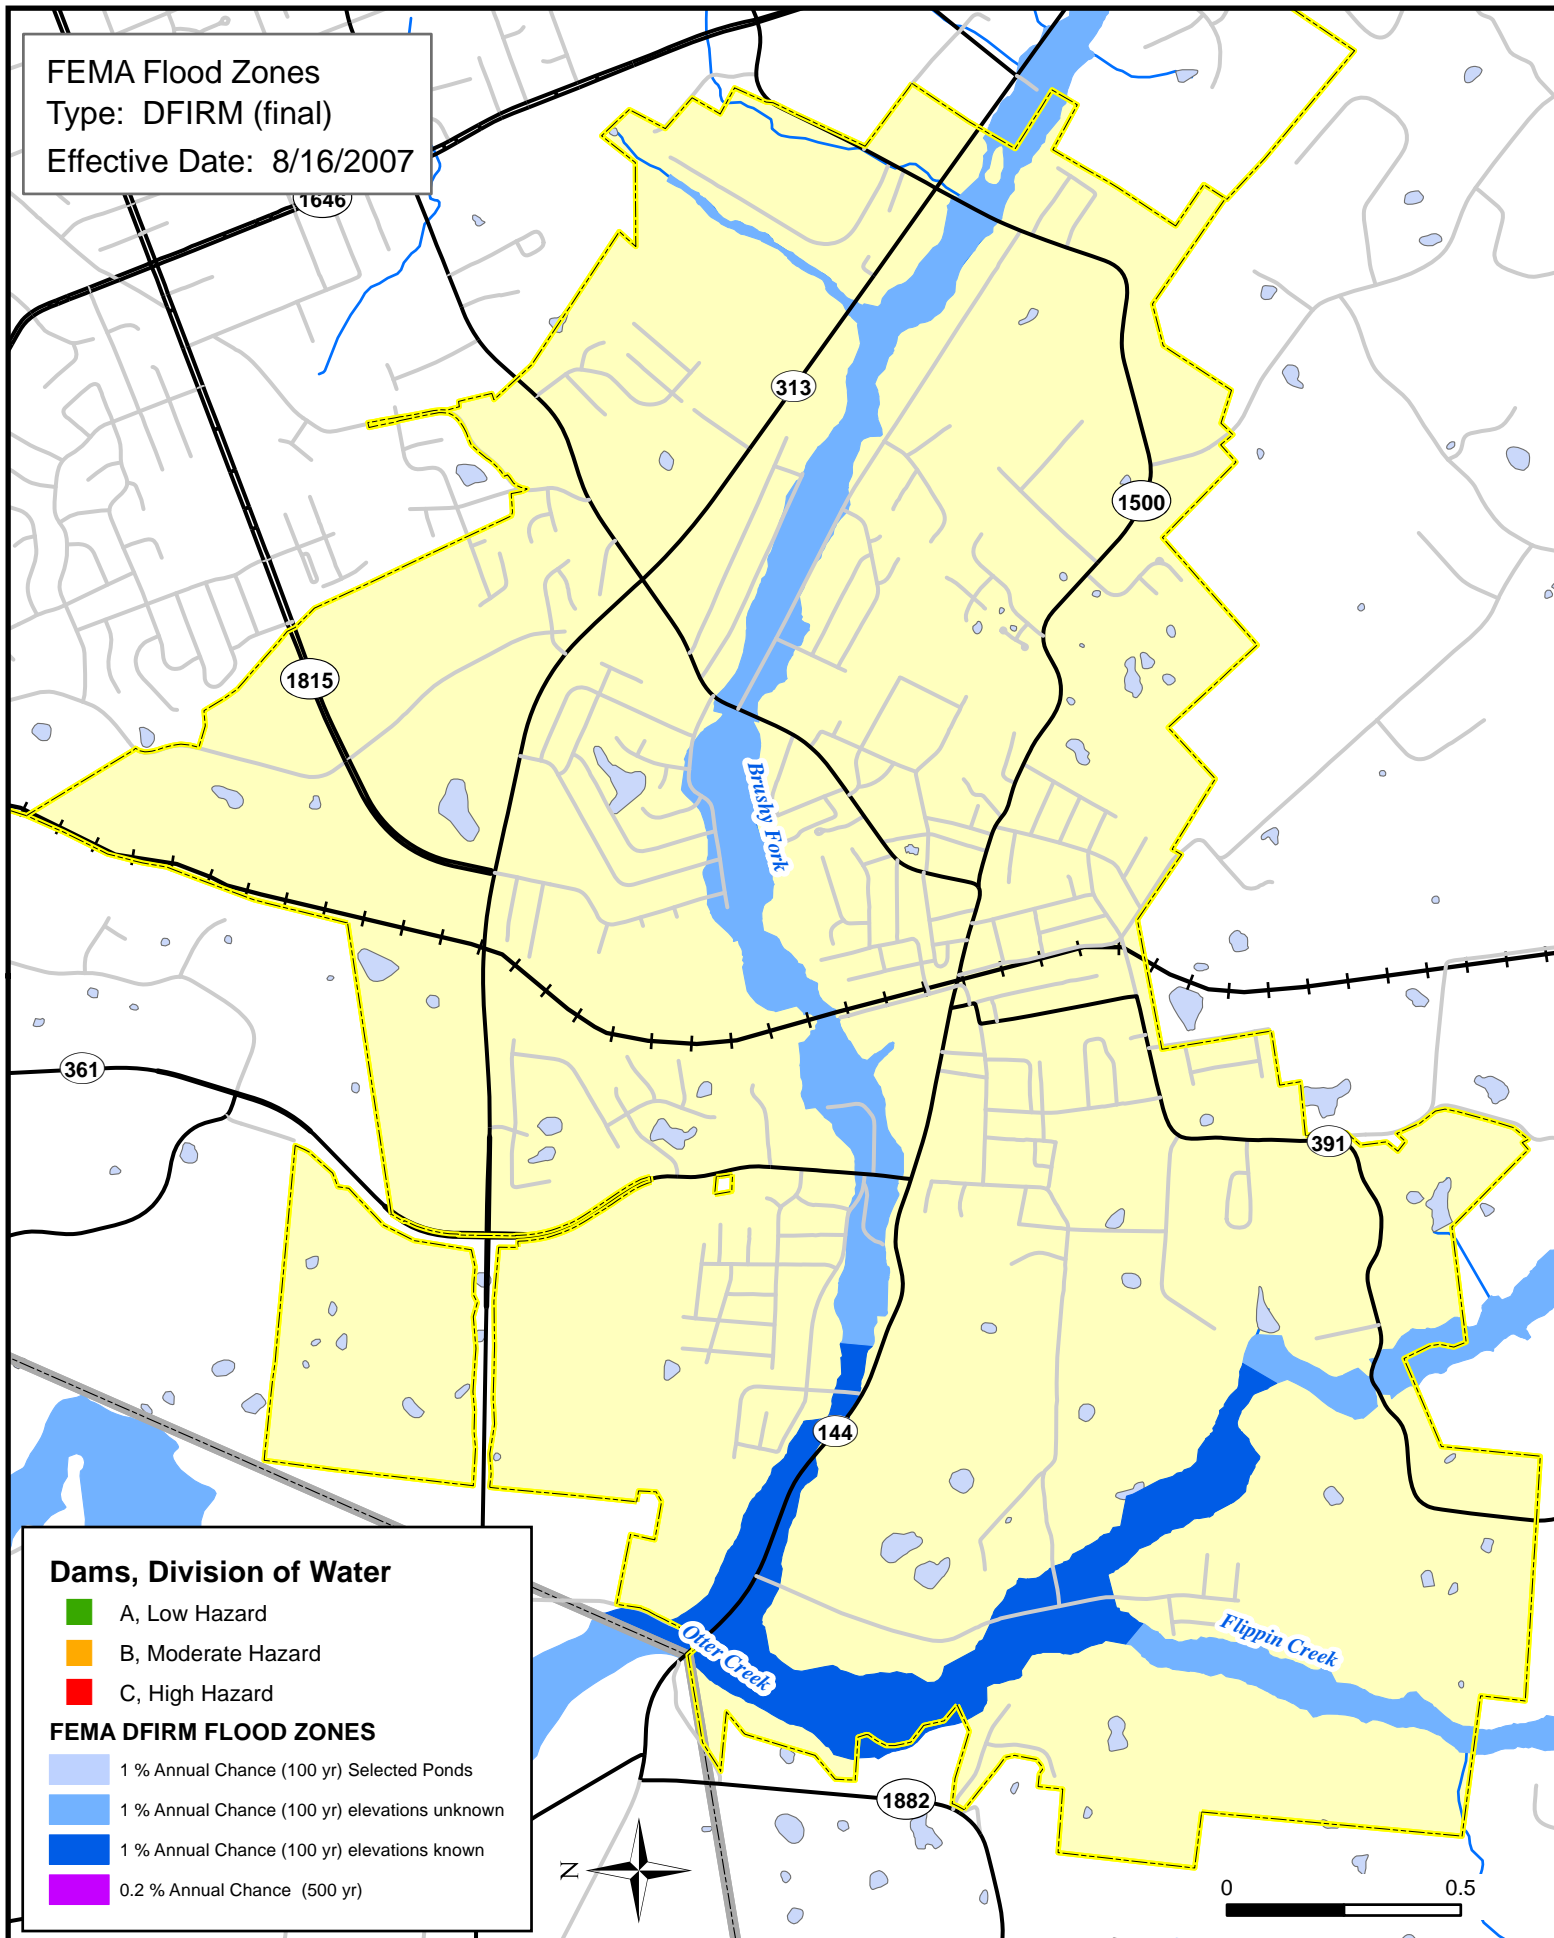 FEMA Flood Zones
Type: DFIRM (final)
Effective Date: 8/16/2007
1646
313
1500
1815
Brushy Fork
361
391
144
Otter Creek
Flippin Creek
1882
Dams, Division of Water
A, Low Hazard
B, Moderate Hazard
C, High Hazard
FEMA DFIRM FLOOD ZONES
1 % Annual Chance (100 yr) Selected Ponds
1 % Annual Chance (100 yr) elevations unknown
1 % Annual Chance (100 yr) elevations known
0.2 % Annual Chance (500 yr)
N
0 0.5